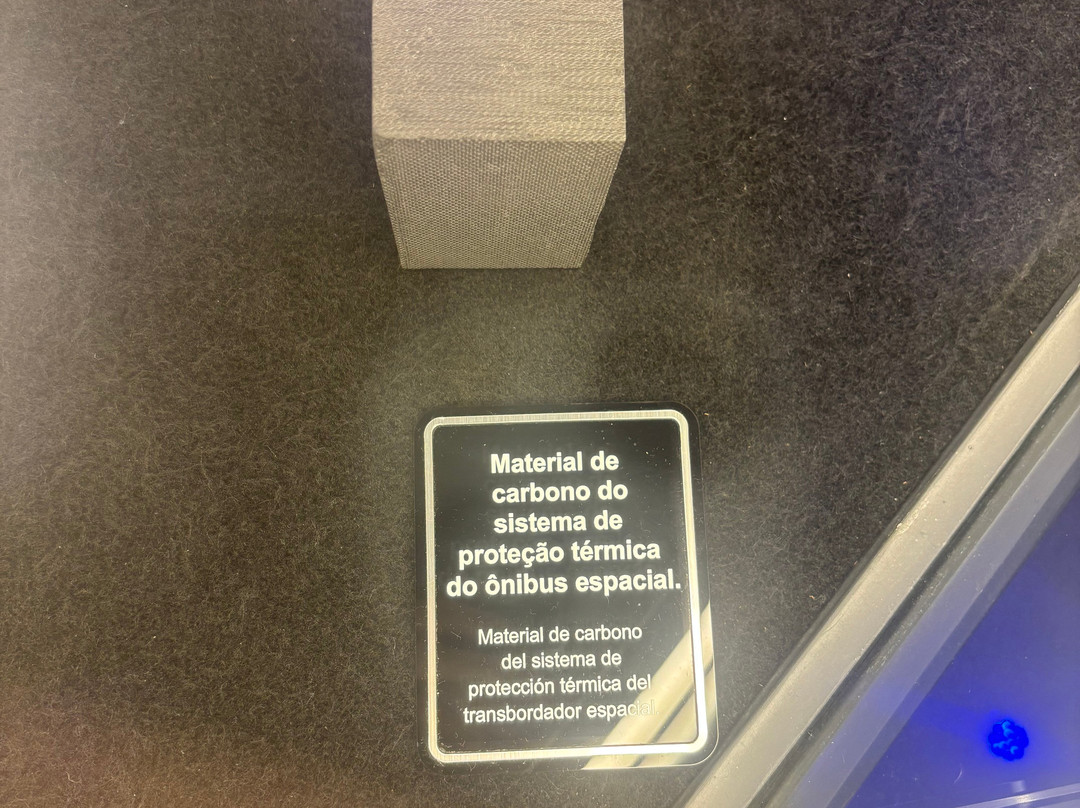 Material de
carbono do
sistema de
proteção térmica
do ônibus espacial.
Material de carbono
del sistema de
protección térmica del
transbordador espacial.